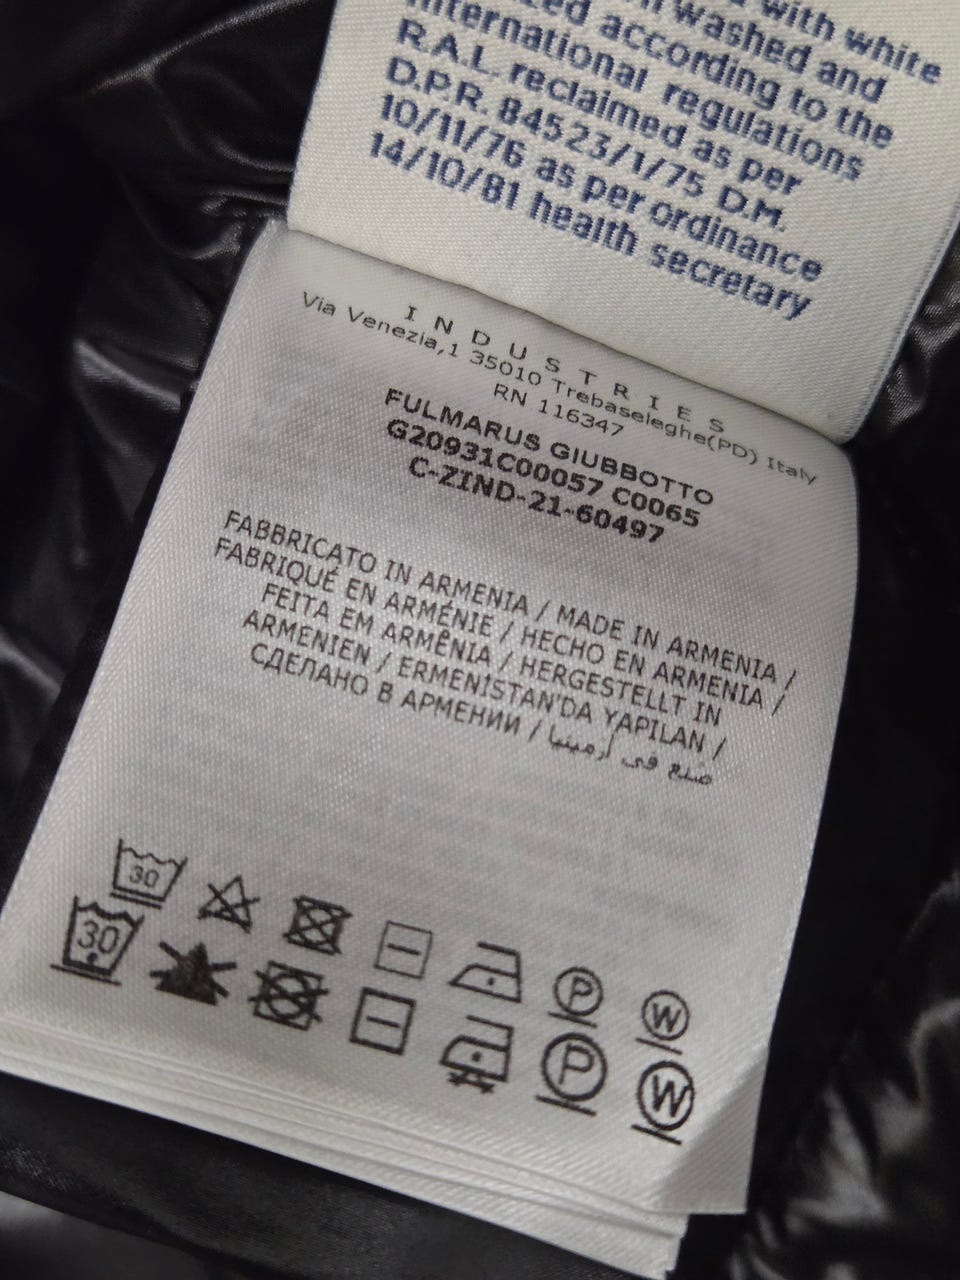 with white
washed and
according to the
international regulations
R.A.L. reclaimed as per
D.P.R. 84523/1/75 D.M.
10/11/76 as per ordinance
14/10/81 health secretary
INDUSTRIES
Via Venezia,1 35010 Trebaseleghe(PD) Italy
RN 116347
FULMARUS GIUBBOTTO
G20931C00057 C0065
C-ZIND-21-60497
FABBRICATO IN ARMENIA / MADE IN ARMENIA /
FABRIQUÉ EN ARMÉNIE / HECHO EN ARMENIA /
FEITA EM ARMÊNIA / HERGESTELLT IN
ARMENIEN / ERMENİSTAN'DA YAPILAN /
СДЕЛАНО В АРМЕНИИ / صنع في أرمينيا
30 P W
30 P W